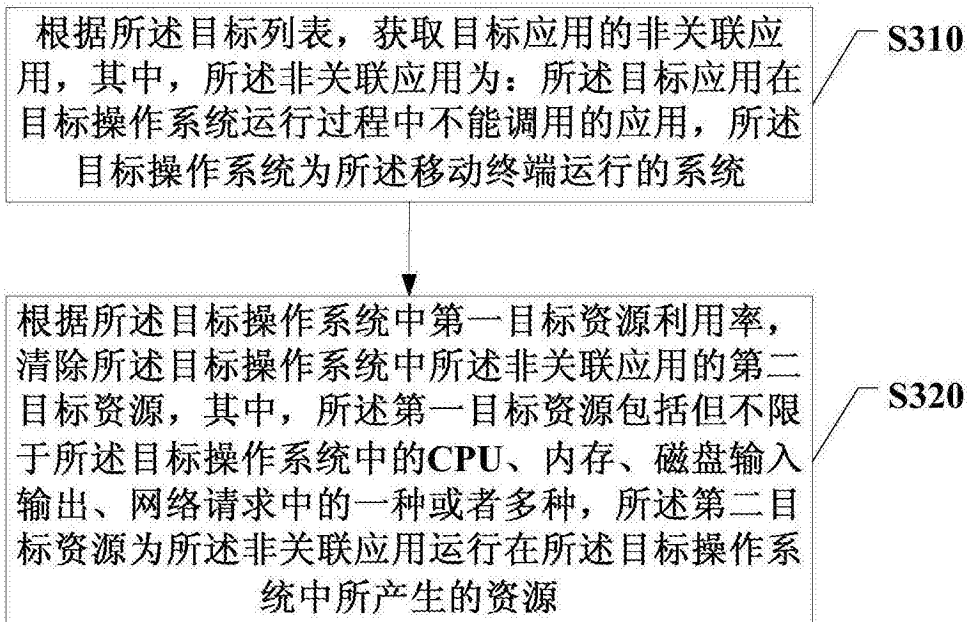 根据所述目标列表，获取目标应用的非关联应
用，其中，所述非关联应用为：所述目标应用在
目标操作系统运行过程中不能调用的应用，所述
目标操作系统为所述移动终端运行的系统
S310
根据所述目标操作系统中第一目标资源利用率，
清除所述目标操作系统中所述非关联应用的第二
目标资源，其中，所述第一目标资源包括但不限
于所述目标操作系统中的CPU、内存、磁盘输入
输出、网络请求中的一种或者多种，所述第二目
标资源为所述非关联应用运行在所述目标操作系
统中所产生的资源
S320